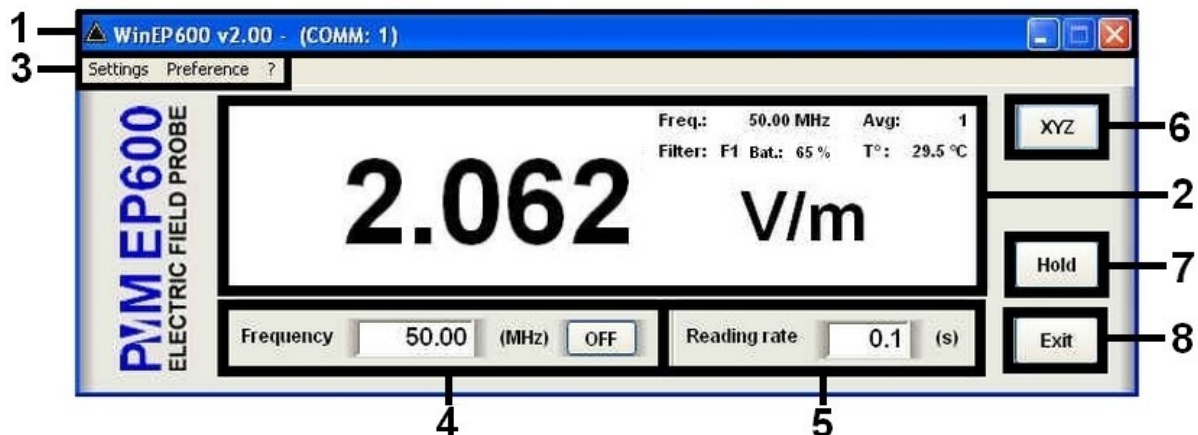 1 WinEP600 v2.00 - (COMM: 1)
3 Settings Preference ?
PMM EP600
ELECTRIC FIELD PROBE
Freq.: 50.00 MHz Avg: 1
Filter: F1 Bat.: 65 % T°: 29.5 °C
2.062 V/m
XYZ 6
2
Hold 7
Frequency 50.00 (MHz) OFF
Reading rate 0.1 (s)
Exit 8
4 5